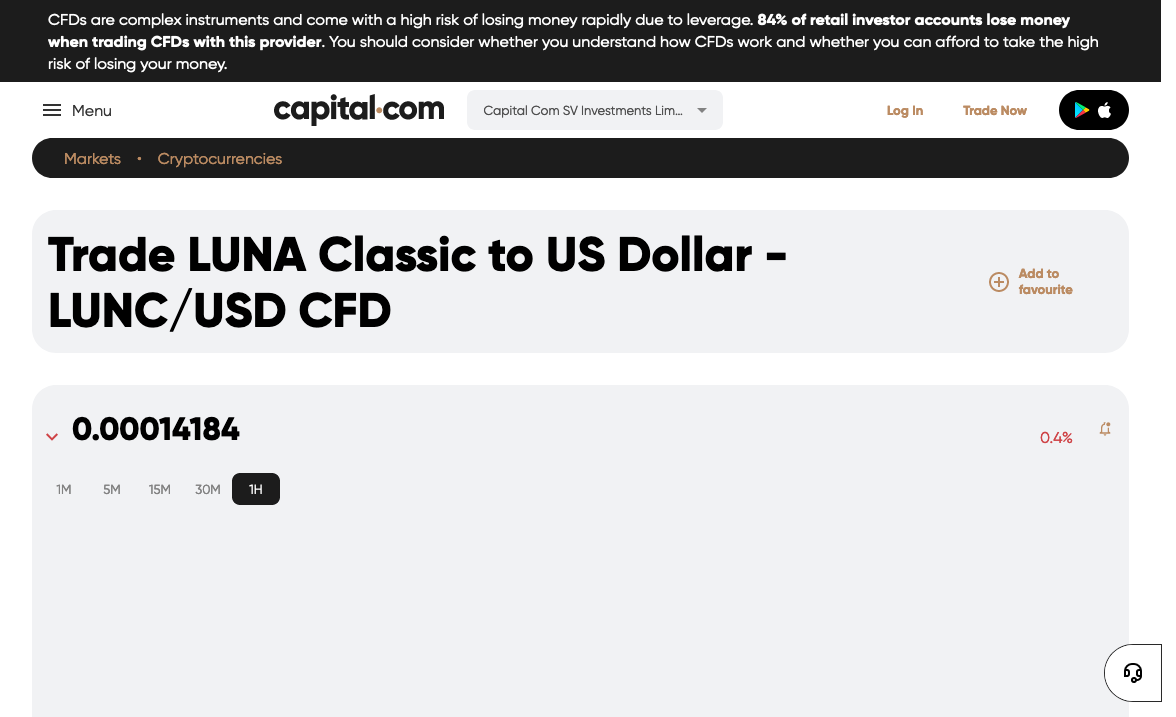 CFDs are complex instruments and come with a high risk of losing money rapidly due to leverage. 84% of retail investor accounts lose money
when trading CFDs with this provider. You should consider whether you understand how CFDs work and whether you can afford to take the high
risk of losing your money.
Menu
capital.com
Capital Com SV Investments Lim...
Log In
Trade Now
Markets • Cryptocurrencies
Trade LUNA Classic to US Dollar -
LUNC/USD CFD
Add to
favourite
0.00014184
0.4%
1M 5M 15M 30M 1H